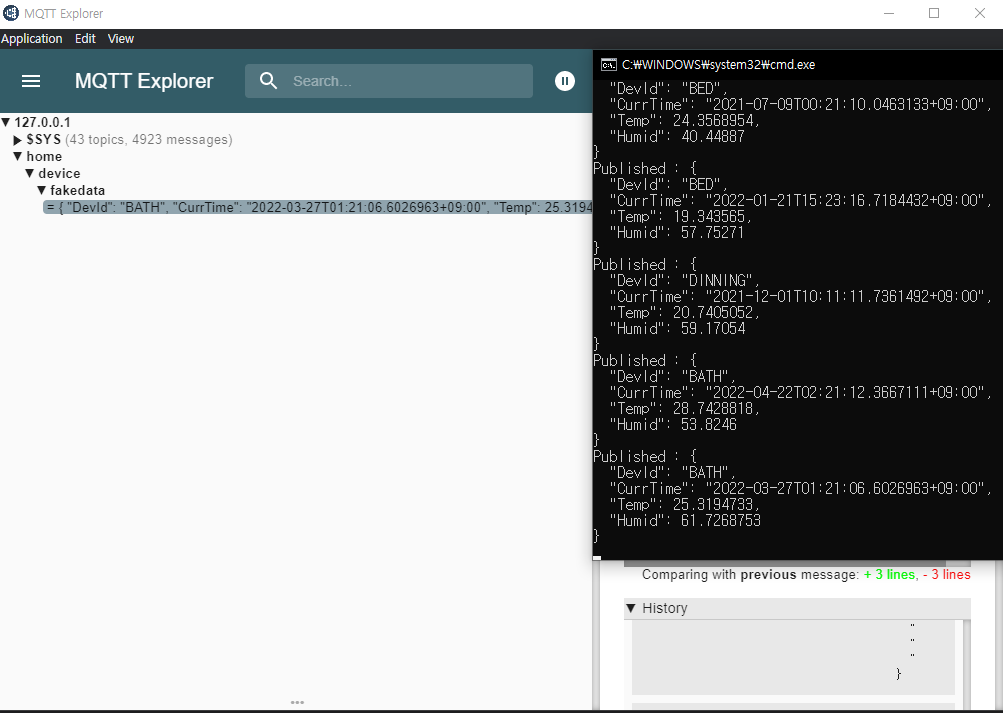 MQTT Explorer
Application Edit View
MQTT Explorer
Search...
▼ 127.0.0.1
▶ $SYS (43 topics, 4923 messages)
▼ home
▼ device
▼ fakedata
= { "DevId": "BATH", "CurrTime": "2022-03-27T01:21:06.6026963+09:00", "Temp": 25.3194
C:₩WINDOWS₩system32₩cmd.exe
"DevId": "BED",
"CurrTime": "2021-07-09T00:21:10.0463133+09:00",
"Temp": 24.3568954,
"Humid": 40.44887
}
Published : {
"DevId": "BED",
"CurrTime": "2022-01-21T15:23:16.7184432+09:00",
"Temp": 19.343565,
"Humid": 57.75271
}
Published : {
"DevId": "DINNING",
"CurrTime": "2021-12-01T10:11:11.7361492+09:00",
"Temp": 20.7405052,
"Humid": 59.17054
}
Published : {
"DevId": "BATH",
"CurrTime": "2022-04-22T02:21:12.3667111+09:00",
"Temp": 28.7428818,
"Humid": 53.8246
}
Published : {
"DevId": "BATH",
"CurrTime": "2022-03-27T01:21:06.6026963+09:00",
"Temp": 25.3194733,
"Humid": 61.7268753
}
Comparing with previous message: + 3 lines, - 3 lines
▼ History
"
"
"
}